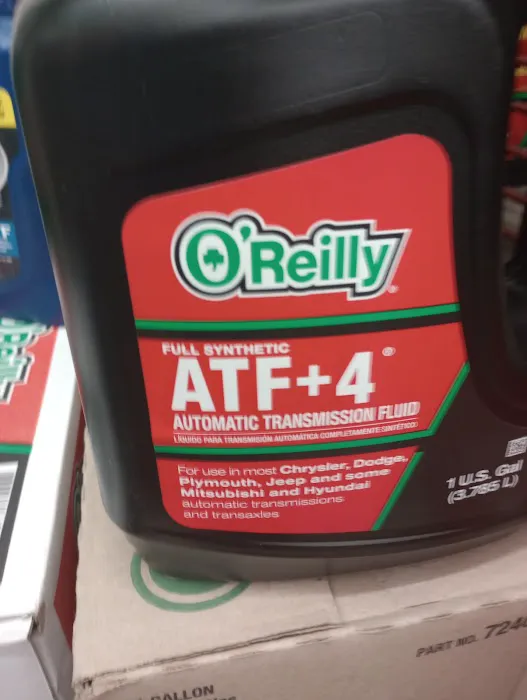 O'Reilly
FULL SYNTHETIC
ATF+4®
AUTOMATIC TRANSMISSION FLUID
LÍQUIDO PARA TRANSMISIÓN AUTOMÁTICA COMPLETAMENTE SINTÉTICO
For use in most Chrysler, Dodge,
Plymouth, Jeep and some
Mitsubishi and Hyundai
automatic transmissions
and transaxles
1 U.S. Gal
(3.785 L)
PART NO. 724
GALLON